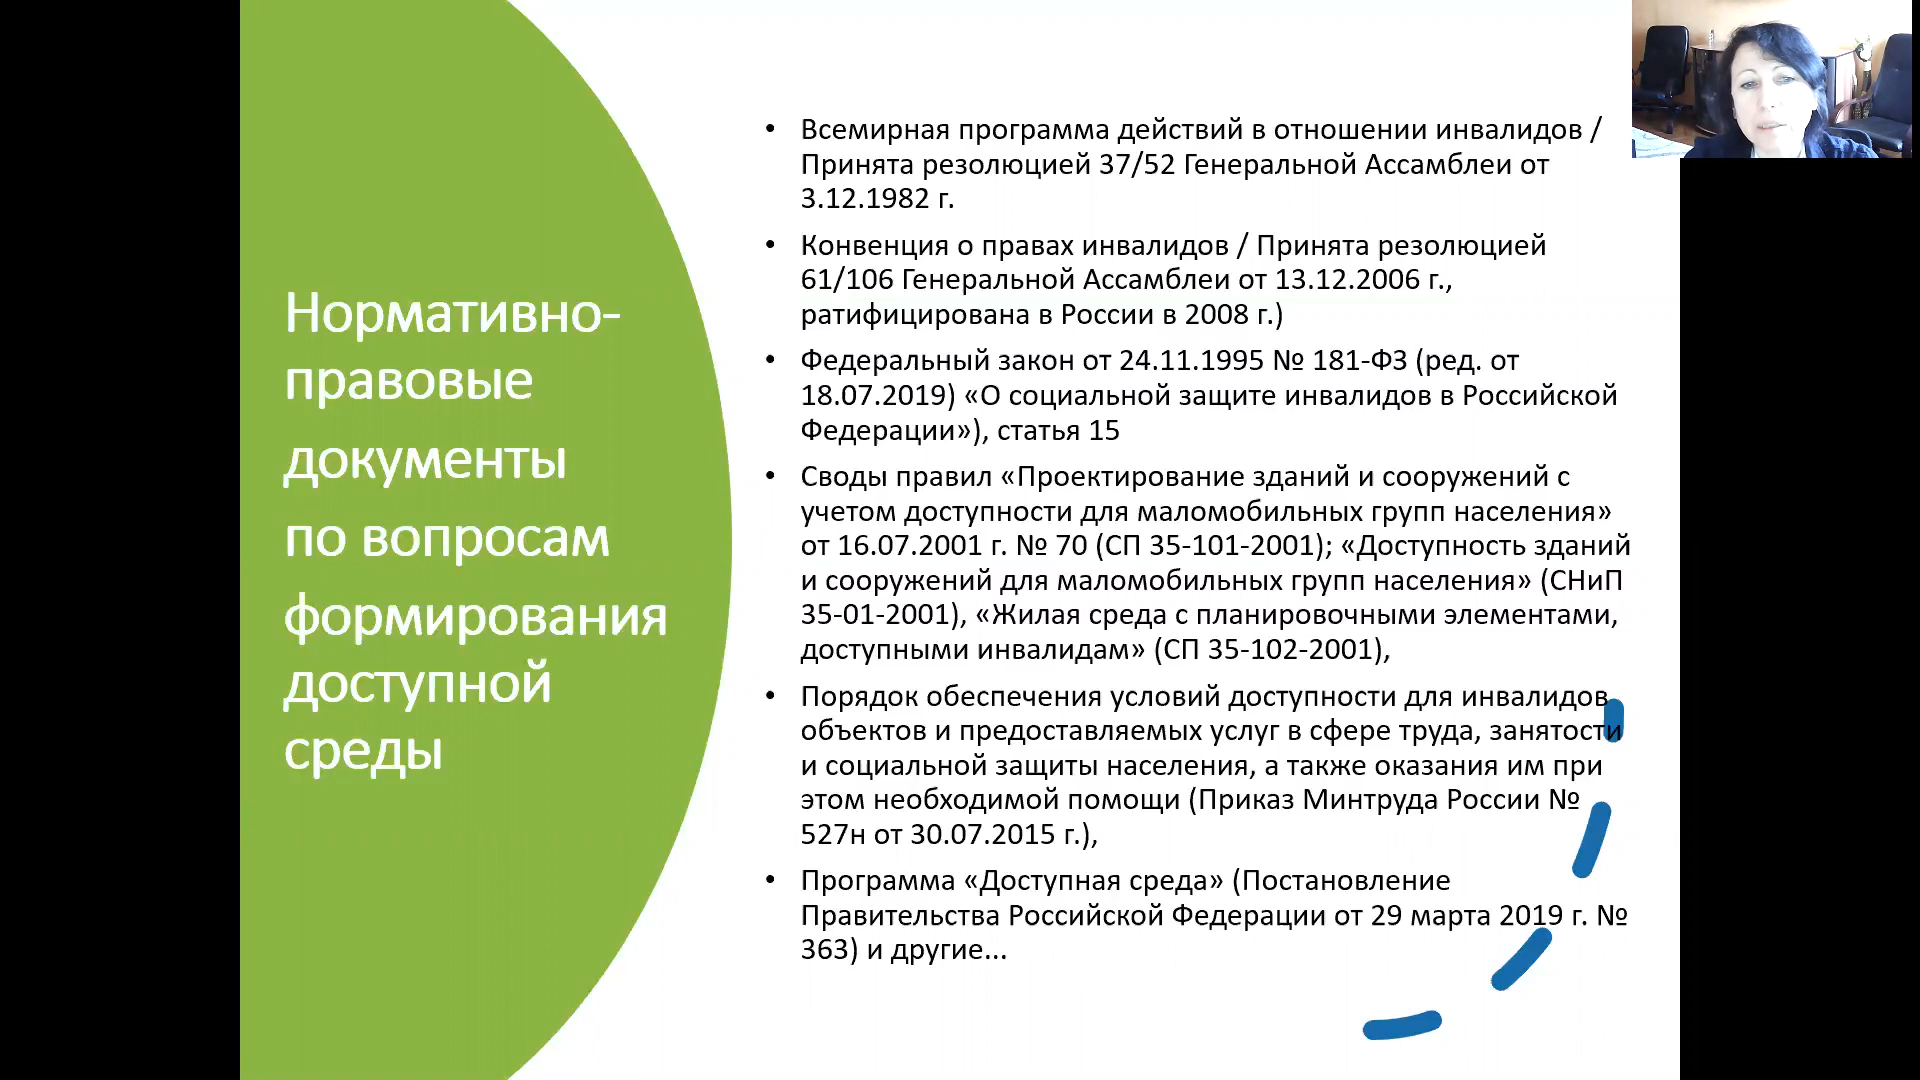 Нормативно-
правовые
документы
по вопросам
формирования
доступной
среды
• Всемирная программа действий в отношении инвалидов /
Принята резолюцией 37/52 Генеральной Ассамблеи от
3.12.1982 г.
• Конвенция о правах инвалидов / Принята резолюцией
61/106 Генеральной Ассамблеи от 13.12.2006 г.,
ратифицирована в России в 2008 г.)
• Федеральный закон от 24.11.1995 № 181-ФЗ (ред. от
18.07.2019) «О социальной защите инвалидов в Российской
Федерации»), статья 15
• Своды правил «Проектирование зданий и сооружений с
учетом доступности для маломобильных групп населения»
от 16.07.2001 г. № 70 (СП 35-101-2001); «Доступность зданий
и сооружений для маломобильных групп населения» (СНиП
35-01-2001), «Жилая среда с планировочными элементами,
доступными инвалидам» (СП 35-102-2001),
• Порядок обеспечения условий доступности для инвалидов
объектов и предоставляемых услуг в сфере труда, занятости
и социальной защиты населения, а также оказания им при
этом необходимой помощи (Приказ Минтруда России №
527н от 30.07.2015 г.),
• Программа «Доступная среда» (Постановление
Правительства Российской Федерации от 29 марта 2019 г. №
363) и другие...